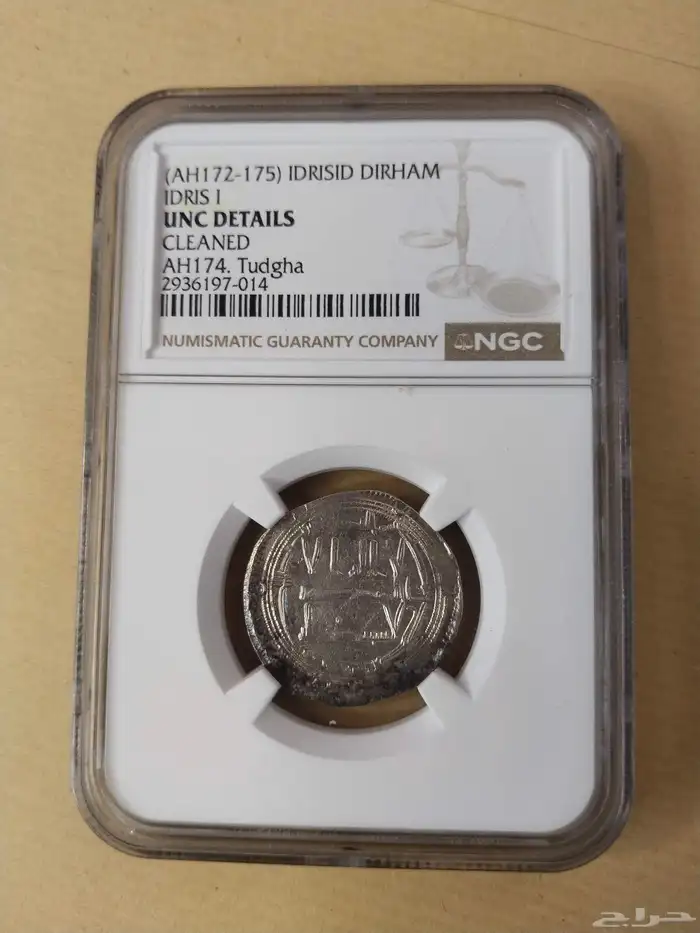 (AH172-175) IDRISID DIRHAM
IDRIS I
UNC DETAILS
CLEANED
AH174. Tudgha
2936197-014
NUMISMATIC GUARANTY COMPANY NGC
حراج